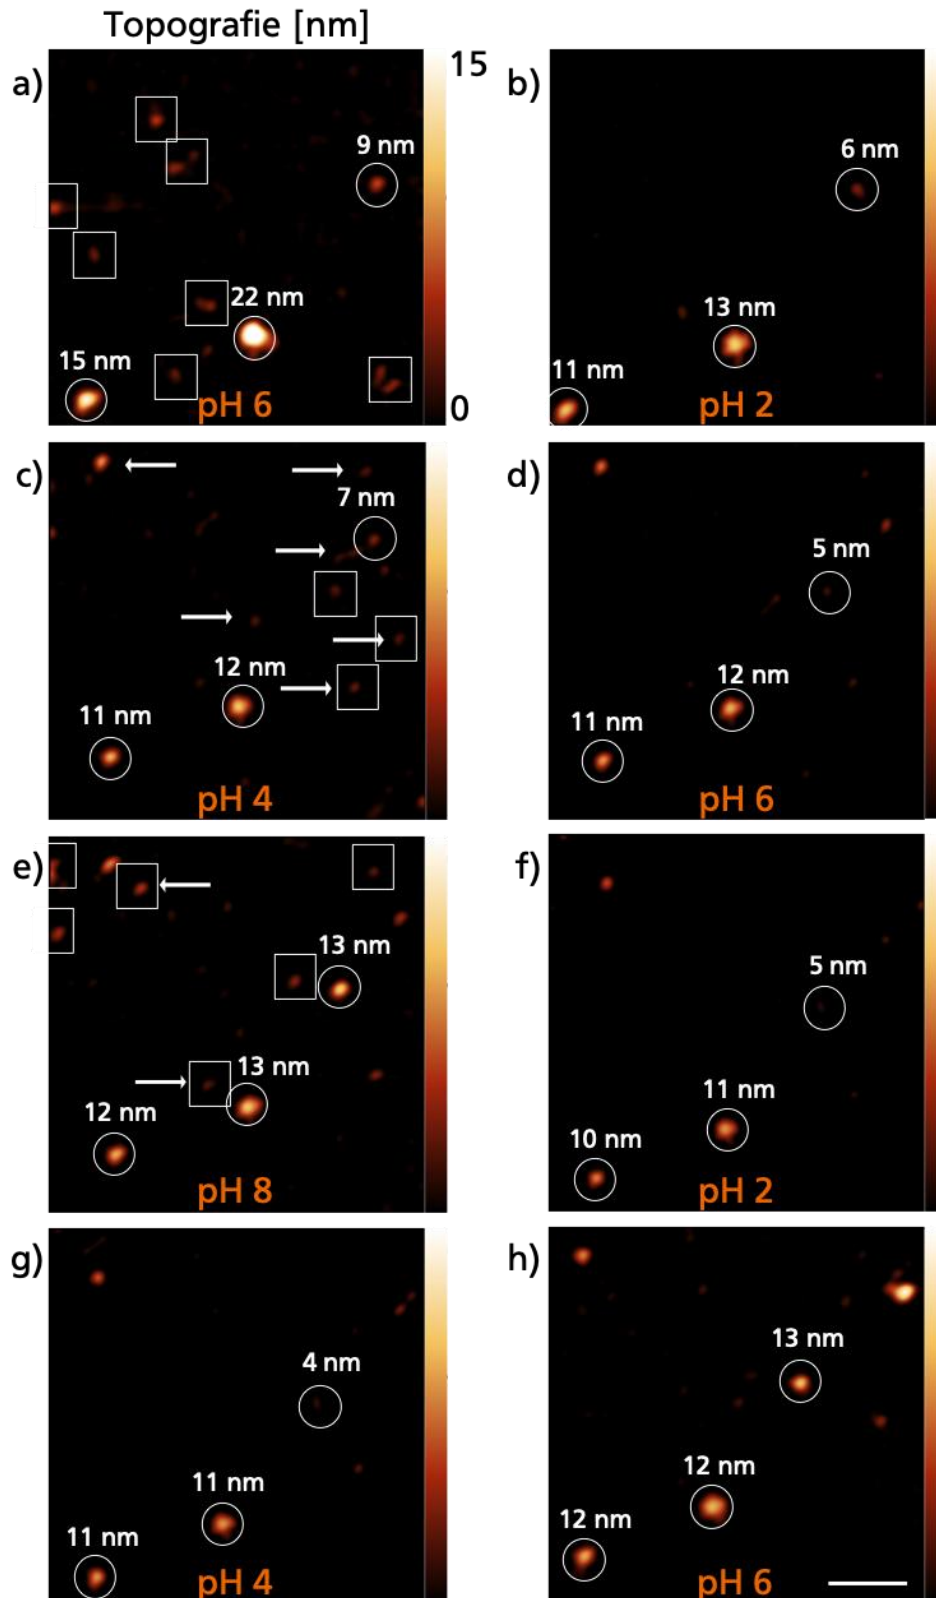 Topografie [nm]
a)
15
9 nm
22 nm
15 nm
pH 6
0
b)
6 nm
13 nm
11 nm
pH 2
c)
7 nm
12 nm
11 nm
pH 4
d)
5 nm
12 nm
11 nm
pH 6
e)
13 nm
13 nm
12 nm
pH 8
f)
5 nm
11 nm
10 nm
pH 2
g)
4 nm
11 nm
11 nm
pH 4
h)
13 nm
12 nm
12 nm
pH 6